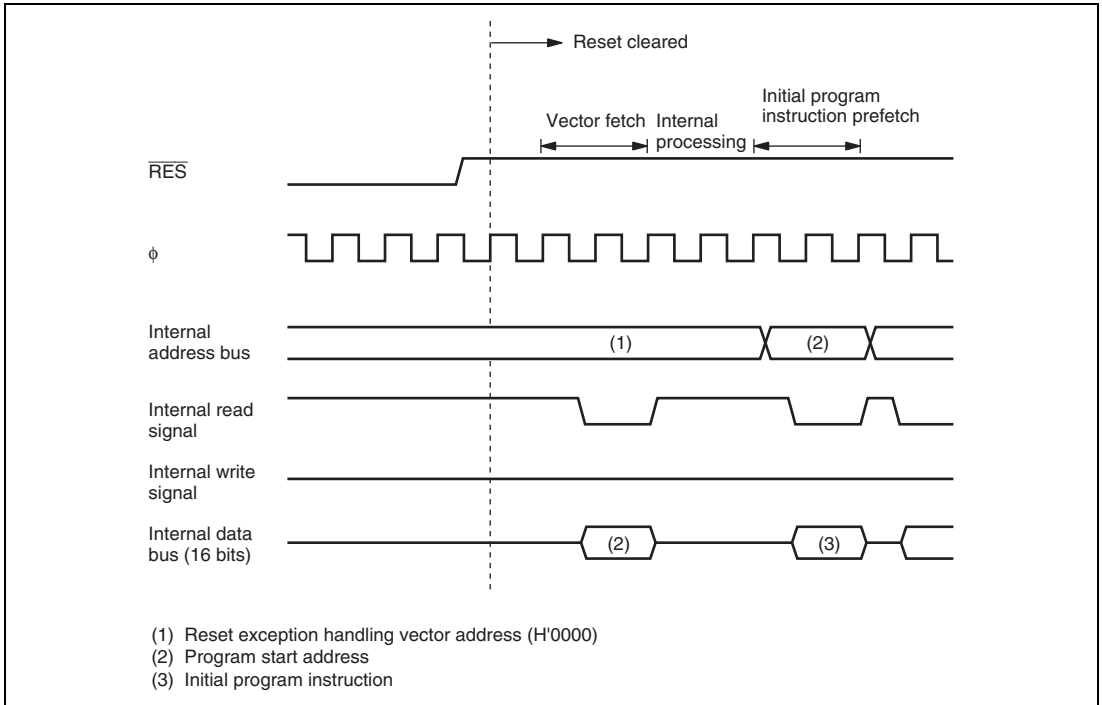 Reset cleared
Initial program
instruction prefetch
Vector fetch
Internal
processing
RES
φ
Internal
address bus
(1)
(2)
Internal read
signal
Internal write
signal
Internal data
bus (16 bits)
(2)
(3)
(1) Reset exception handling vector address (H'0000)
(2) Program start address
(3) Initial program instruction